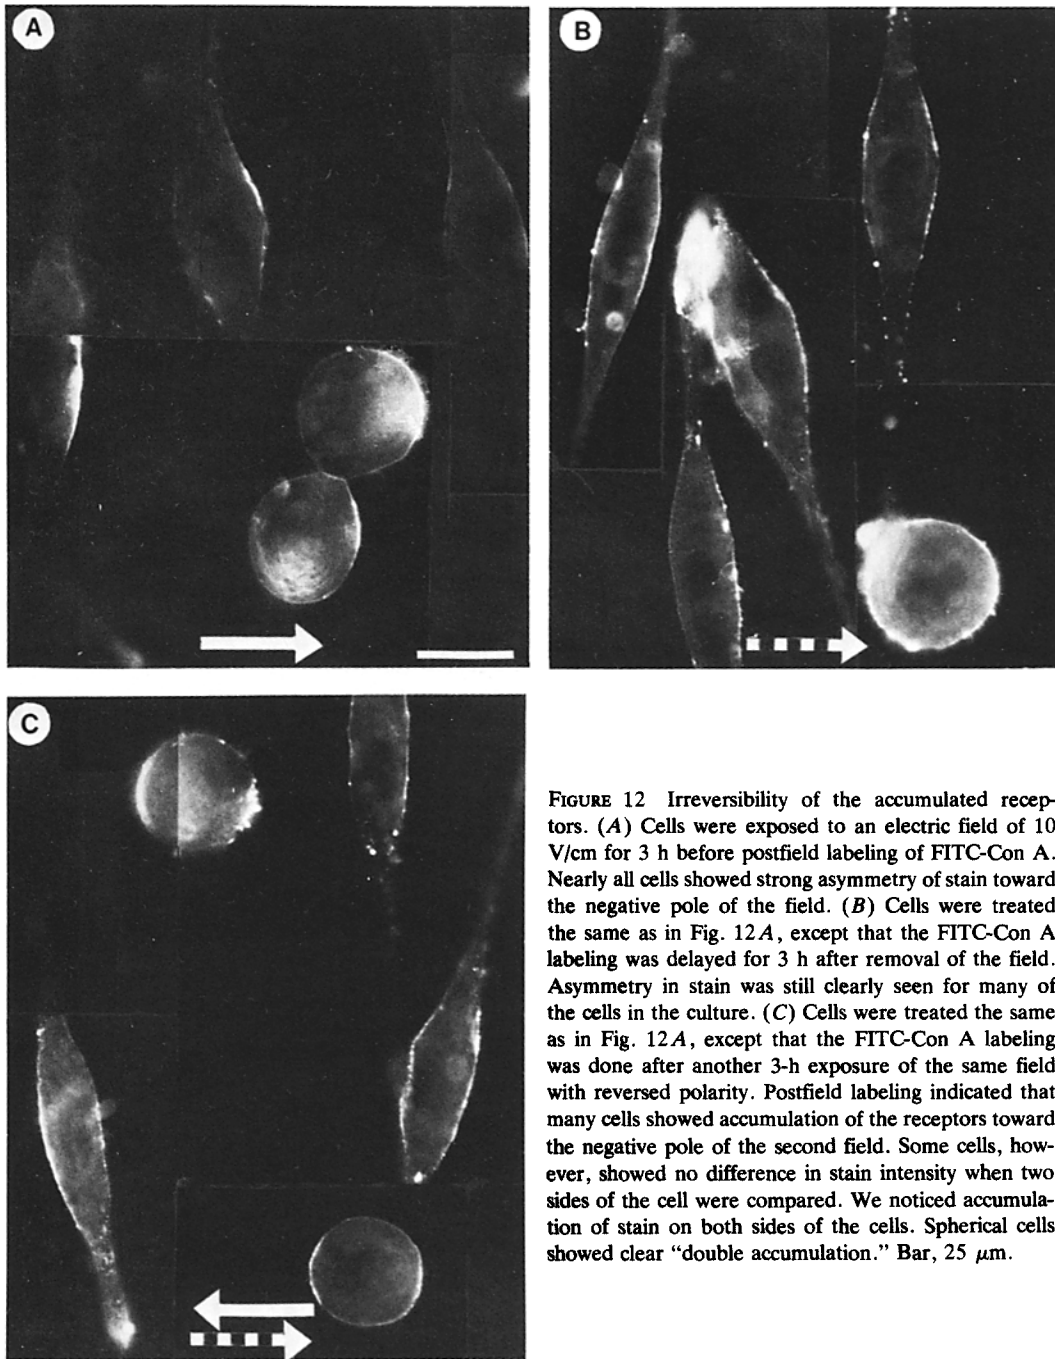 A
B
C
FIGURE 12 Irreversibility of the accumulated recep-
tors. (A) Cells were exposed to an electric field of 10
V/cm for 3 h before postfield labeling of FITC-Con A.
Nearly all cells showed strong asymmetry of stain toward
the negative pole of the field. (B) Cells were treated
the same as in Fig. 12A, except that the FITC-Con A
labeling was delayed for 3 h after removal of the field.
Asymmetry in stain was still clearly seen for many of
the cells in the culture. (C) Cells were treated the same
as in Fig. 12A, except that the FITC-Con A labeling
was done after another 3-h exposure of the same field
with reversed polarity. Postfield labeling indicated that
many cells showed accumulation of the receptors toward
the negative pole of the second field. Some cells, how-
ever, showed no difference in stain intensity when two
sides of the cell were compared. We noticed accumula-
tion of stain on both sides of the cells. Spherical cells
showed clear “double accumulation.” Bar, 25 μm.